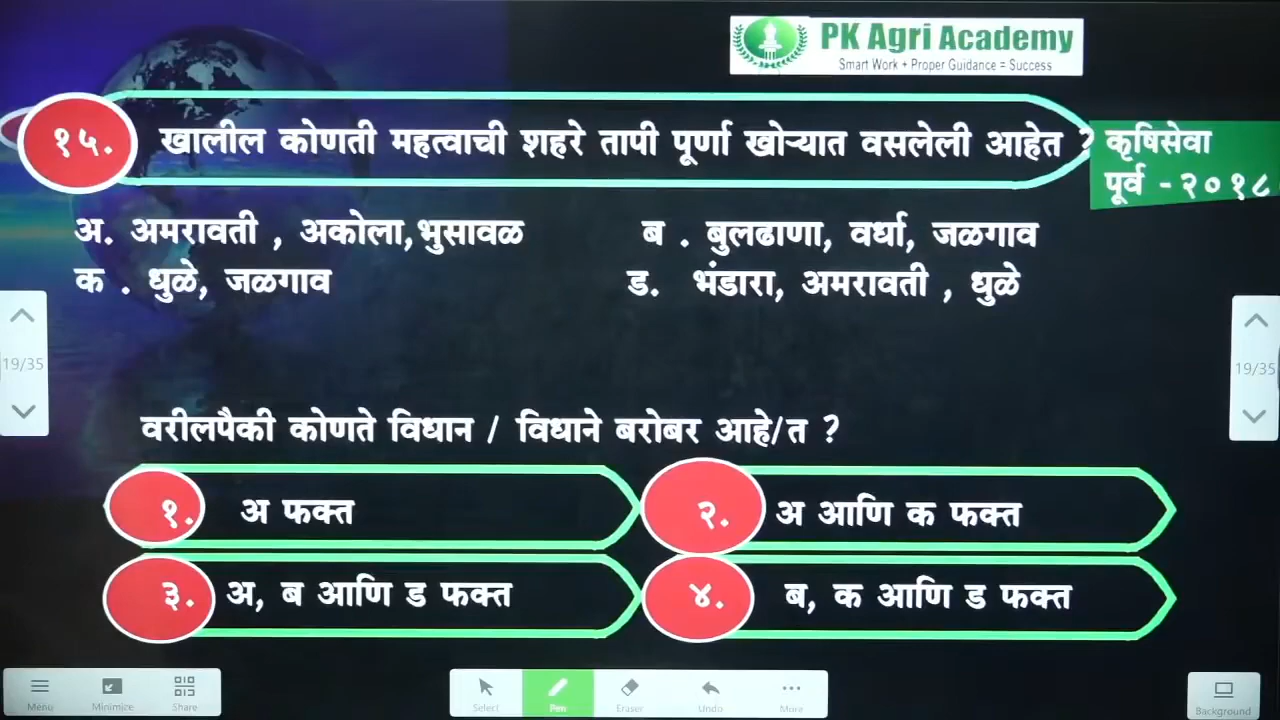 PK Agri Academy
Smart Work + Proper Guidance = Success
१५. खालील कोणती महत्वाची शहरे तापी पूर्णा खोऱ्यात वसलेली आहेत ?
कृषिसेवा
पूर्व - २०१८
अ. अमरावती , अकोला, भुसावळ
ब . बुलढाणा, वर्धा, जळगाव
क . धुळे, जळगाव
ड. भंडारा, अमरावती , धुळे
19/35
19/35
वरीलपैकी कोणते विधान / विधाने बरोबर आहे/त ?
१. अ फक्त
२. अ आणि क फक्त
३. अ, ब आणि ड फक्त
४. ब, क आणि ड फक्त
Menu
Minimize
Share
Select
Pen
Eraser
Undo
More
Background